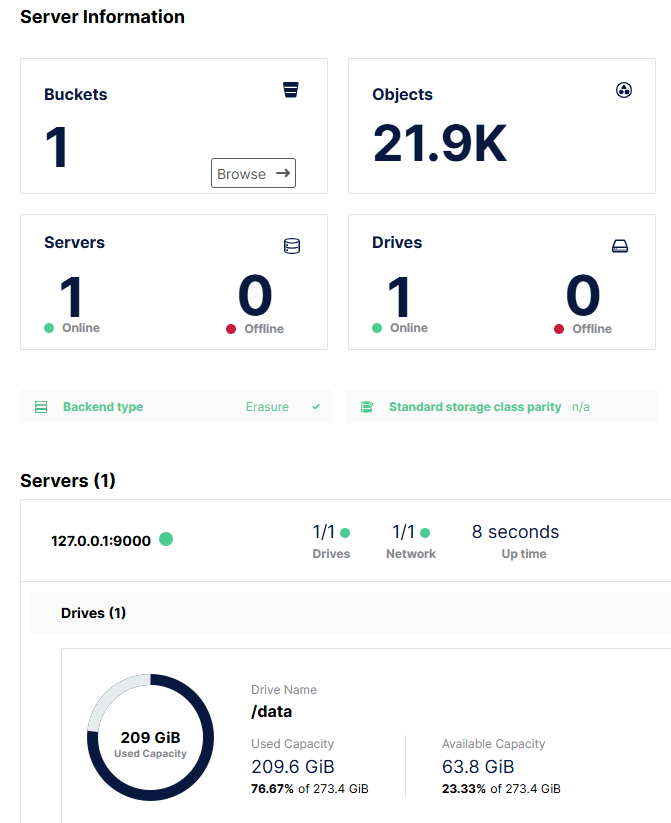 Server Information
Buckets
1
Browse
Objects
21.9K
Servers
1 0
Online Offline
Drives
1 0
Online Offline
Backend type Erasure
Standard storage class parity n/a
Servers (1)
127.0.0.1:9000
1/1 1/1 8 seconds
Drives Network Up time
Drives (1)
209 GiB
Used Capacity
Drive Name
/data
Used Capacity
209.6 GiB
76.67% of 273.4 GiB
Available Capacity
63.8 GiB
23.33% of 273.4 GiB